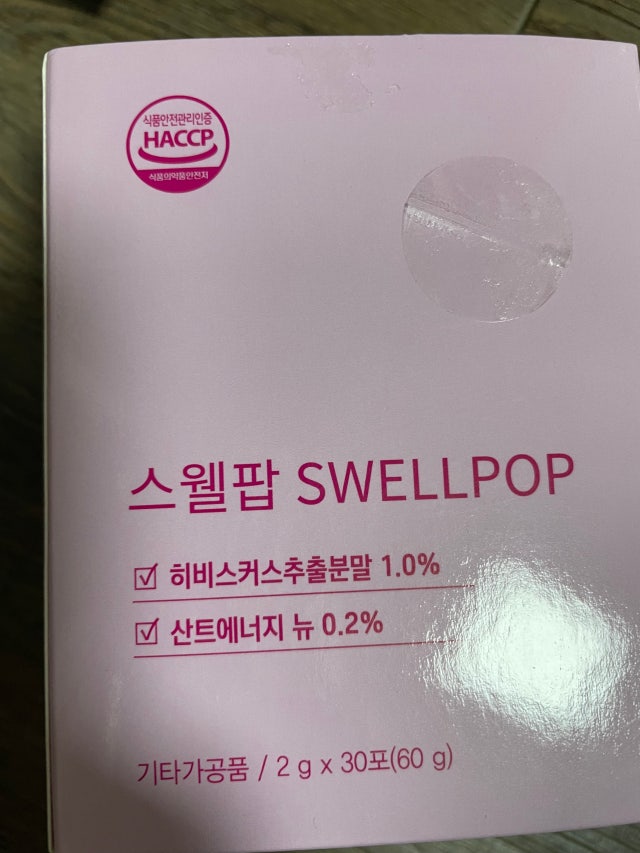 식품안전관리인증
HACCP
식품의약품안전처
스웰팝 SWELLPOP
☑ 히비스커스추출분말 1.0%
☑ 산트에너지 뉴 0.2%
기타가공품 / 2 g x 30포(60 g)